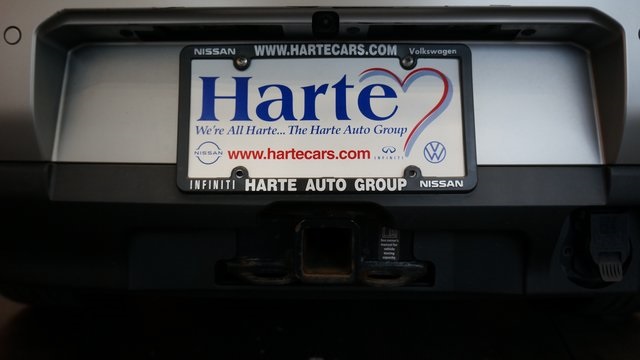 NISSAN WWW.HARTECARS.COM Volkswagen
Harte
We're All Harte... The Harte Auto Group
NISSAN www.hartecars.com INFINITI
INFINITI HARTE AUTO GROUP NISSAN